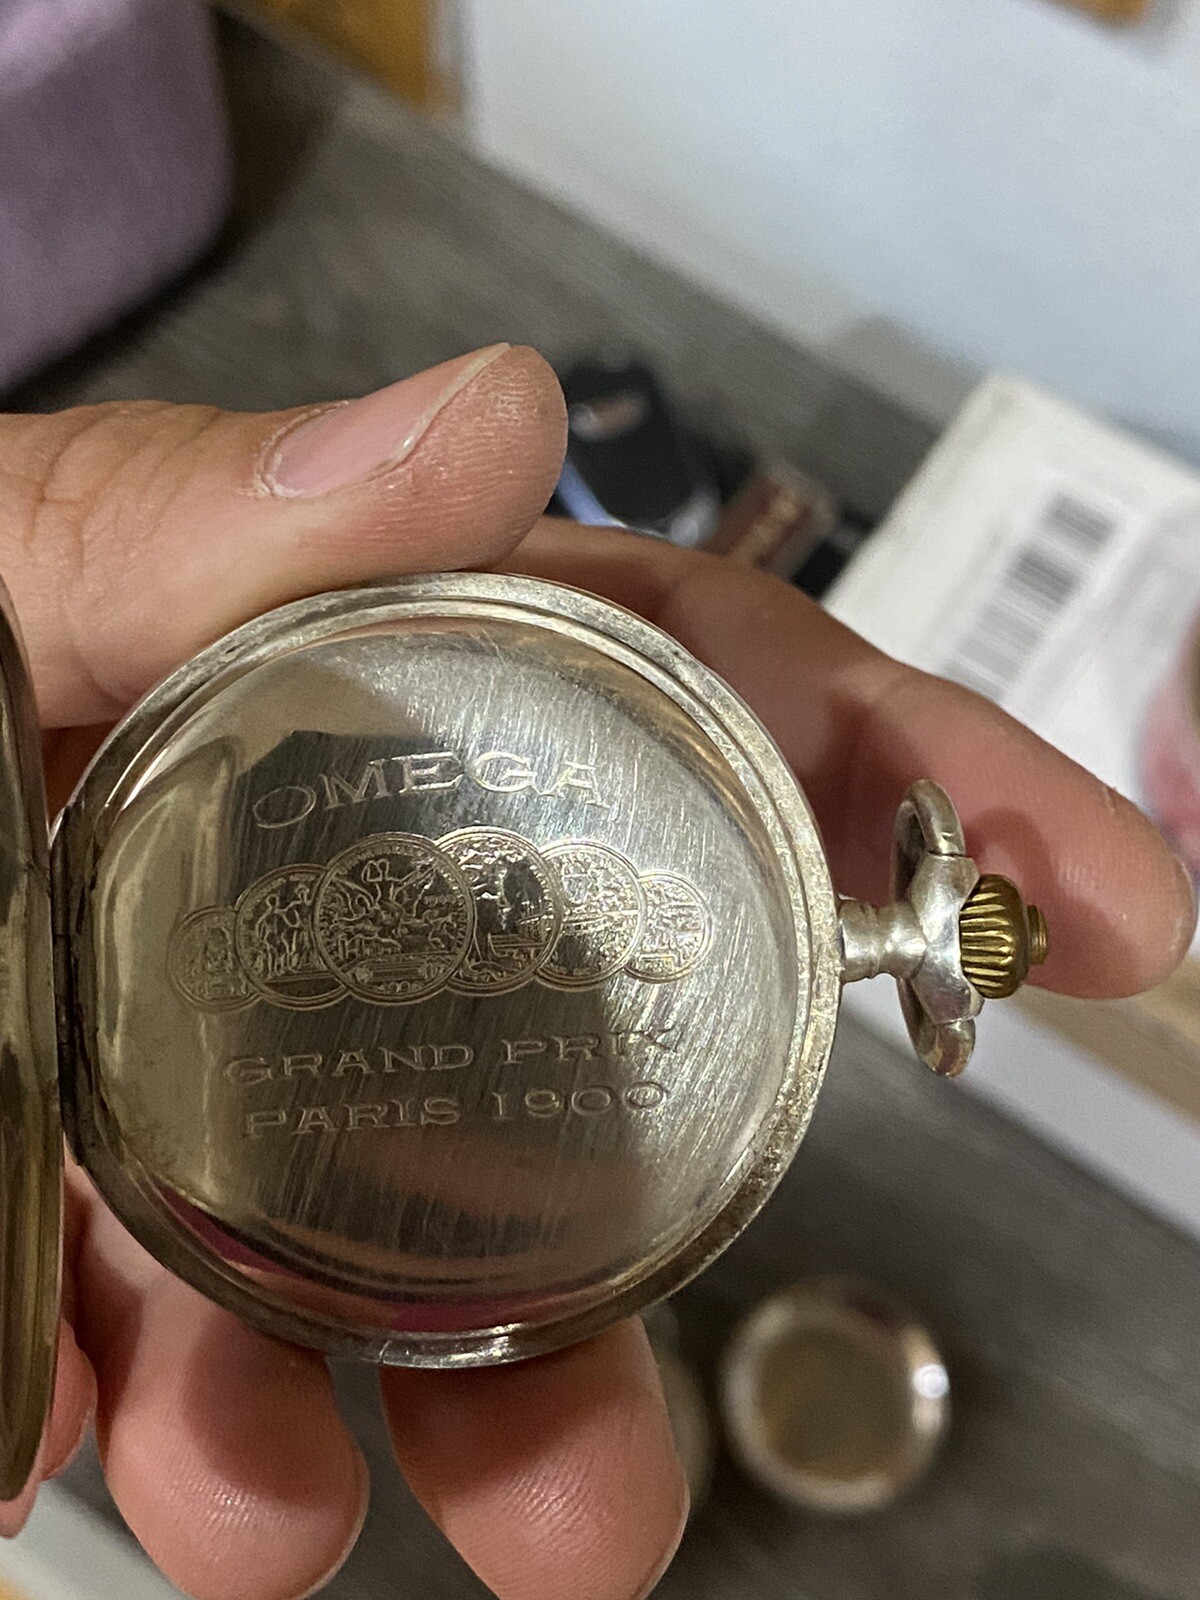 OMEGA
GRAND PRIX
PARIS 1900